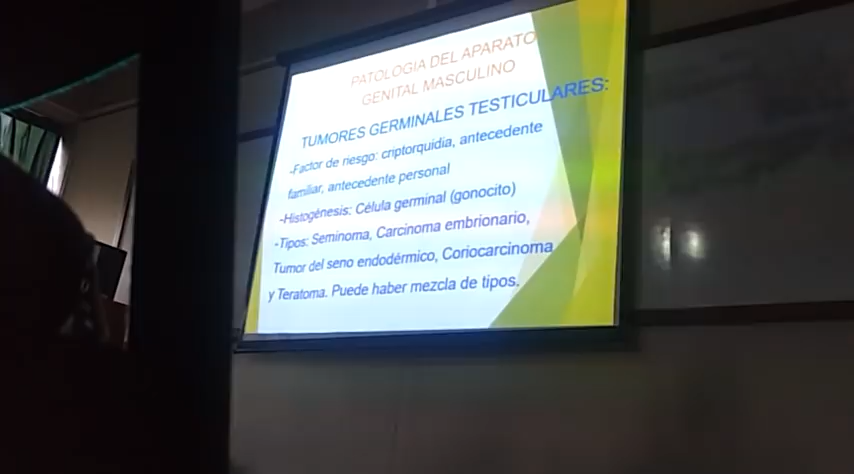 PATOLOGIA DEL APARATO
GENITAL MASCULINO
TUMORES GERMINALES TESTICULARES:
-Factor de riesgo: criptorquidia, antecedente
familiar, antecedente personal
-Histogénesis: Célula germinal (gonocito)
-Tipos: Seminoma, Carcinoma embrionario,
Tumor del seno endodérmico, Coriocarcinoma
y Teratoma. Puede haber mezcla de tipos.